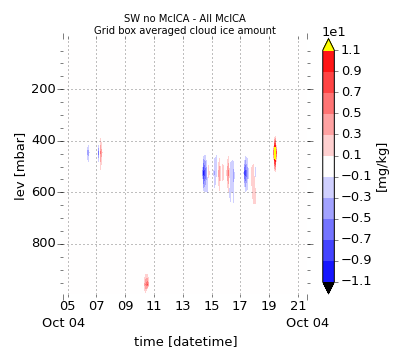 SW no McICA - All McICA
Grid box averaged cloud ice amount
1e1
1.1
0.9
0.7
0.5
0.3
0.1
−0.1
−0.3
−0.5
−0.7
−0.9
−1.1
[mg/kg]
lev [mbar]
200
400
600
800
05 07 09 11 13 15 17 19 21
Oct 04 Oct 04
time [datetime]